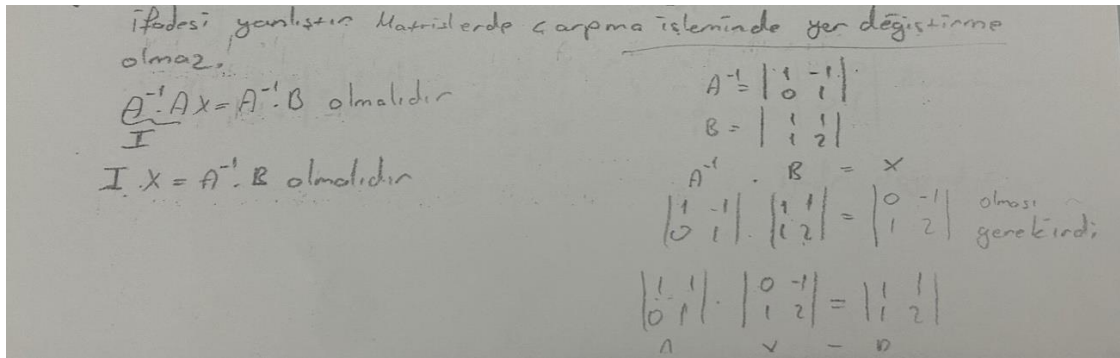 ifadesi yanlıştır Matrislerde çarpma işleminde yer değiştirme
olmaz.
A⁻¹.A X = A⁻¹.B olmalıdır
I
I.X = A⁻¹.B olmalıdır
A⁻¹ = |1 -1|
|0 1|
B = |1 1|
|1 2|
A⁻¹ . B = X
|1 -1| . |1 1| = |0 -1| olması
|0 1| |1 2| |1 2| gerekirdi
|1 1| . |0 -1| = |1 1|
|0 1| |1 2| |1 2|